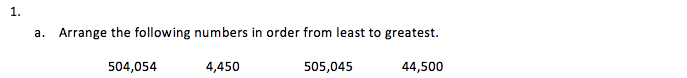 1.
a. Arrange the following numbers in order from least to greatest.
504,054 4,450 505,045 44,500